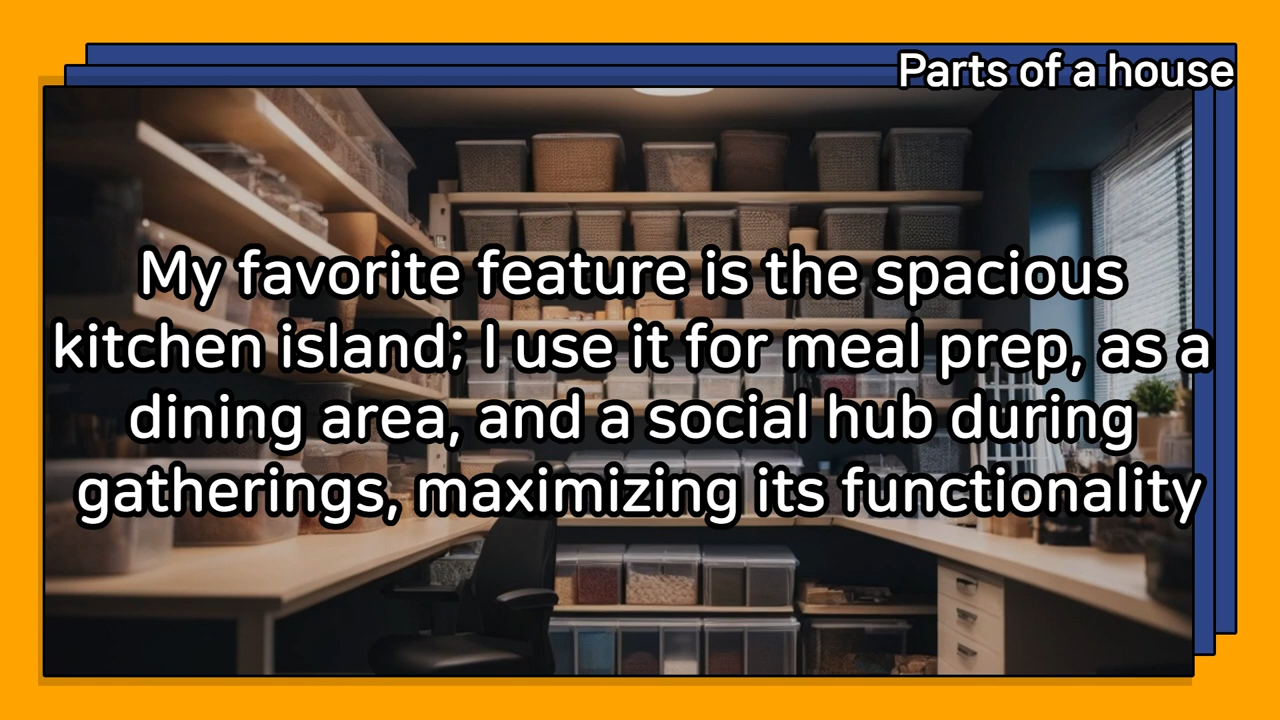 Parts of a house
My favorite feature is the spacious
kitchen island; I use it for meal prep, as a
dining area, and a social hub during
gatherings, maximizing its functionality